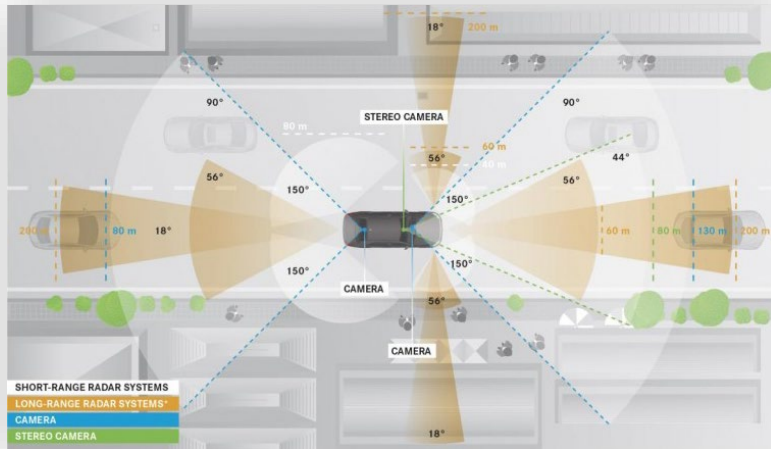 18°
200 m
90°
90°
STEREO CAMERA
80 m
60 m
56°
40 m
44°
56°
56°
150°
150°
200 m
80 m
18°
60 m
80 m
130 m
200 m
150°
150°
CAMERA
56°
CAMERA
SHORT-RANGE RADAR SYSTEMS
LONG-RANGE RADAR SYSTEMS*
CAMERA
STEREO CAMERA
18°